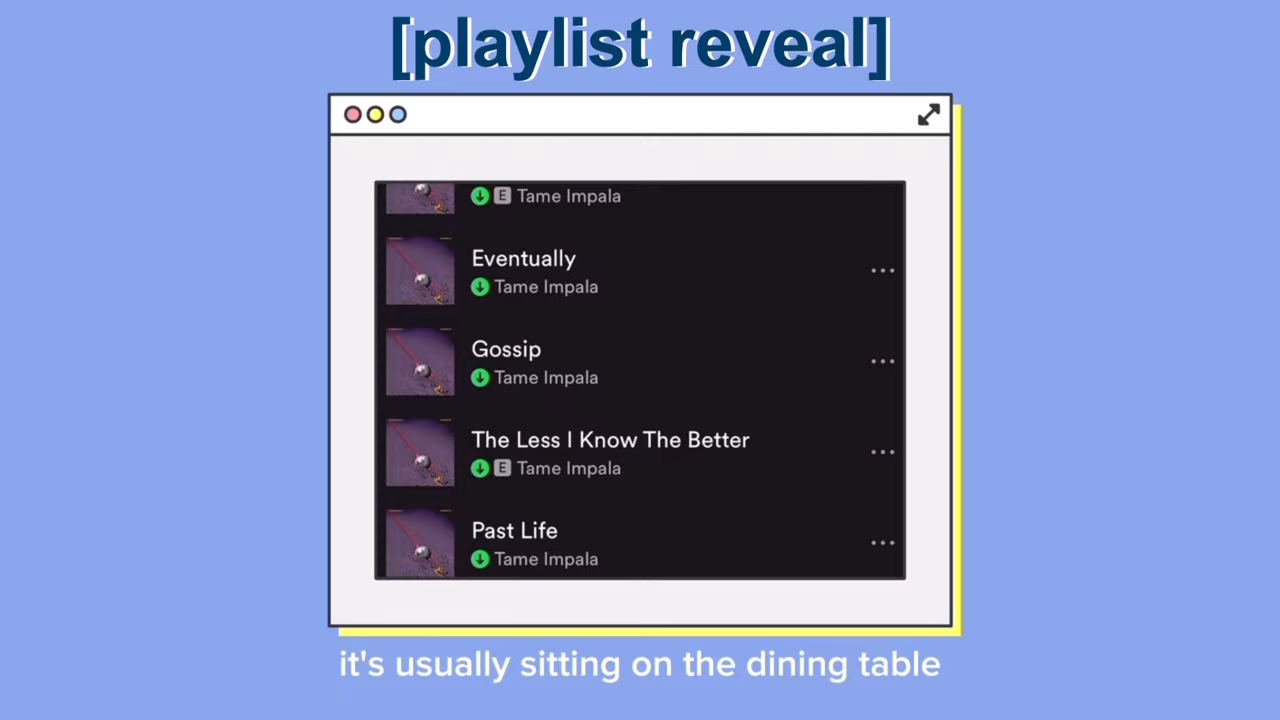 [playlist reveal]
E Tame Impala
Eventually
Tame Impala
Gossip
Tame Impala
The Less I Know The Better
E Tame Impala
Past Life
Tame Impala
it's usually sitting on the dining table